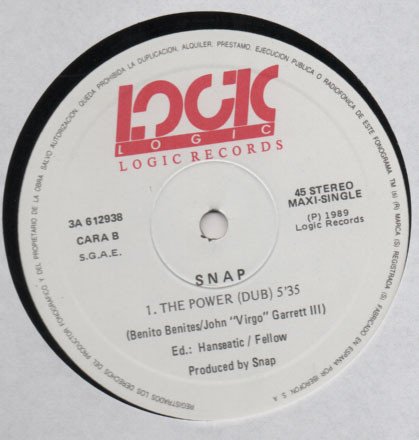 SALVO AUTORIZACION, QUEDA PROHIBIDA LA DUPLICACION, ALQUILER, PRESTAMO, EJECUCION PUBLICA O RADIOFONICA DE ESTE FONOGRAMA TM (R) MARCA (S) REGISTRADA (S) FABRICADO EN ESPAÑA POR IBEROFON, S. A.
LOGIC
LOGIC
LOGIC RECORDS
3A 612938
CARA B
S.G.A.E.
45 STEREO
MAXI-SINGLE
(P) 1989
Logic Records
SNAP
1. THE POWER (DUB) 5'35
(Benito Benites/John "Virgo" Garrett III)
Ed.: Hanseatic / Fellow
Produced by Snap
REGISTRADOS LOS DERECHOS DEL PRODUCTOR FONOGRAFICO Y DEL PROPIETARIO DE LA OBRA